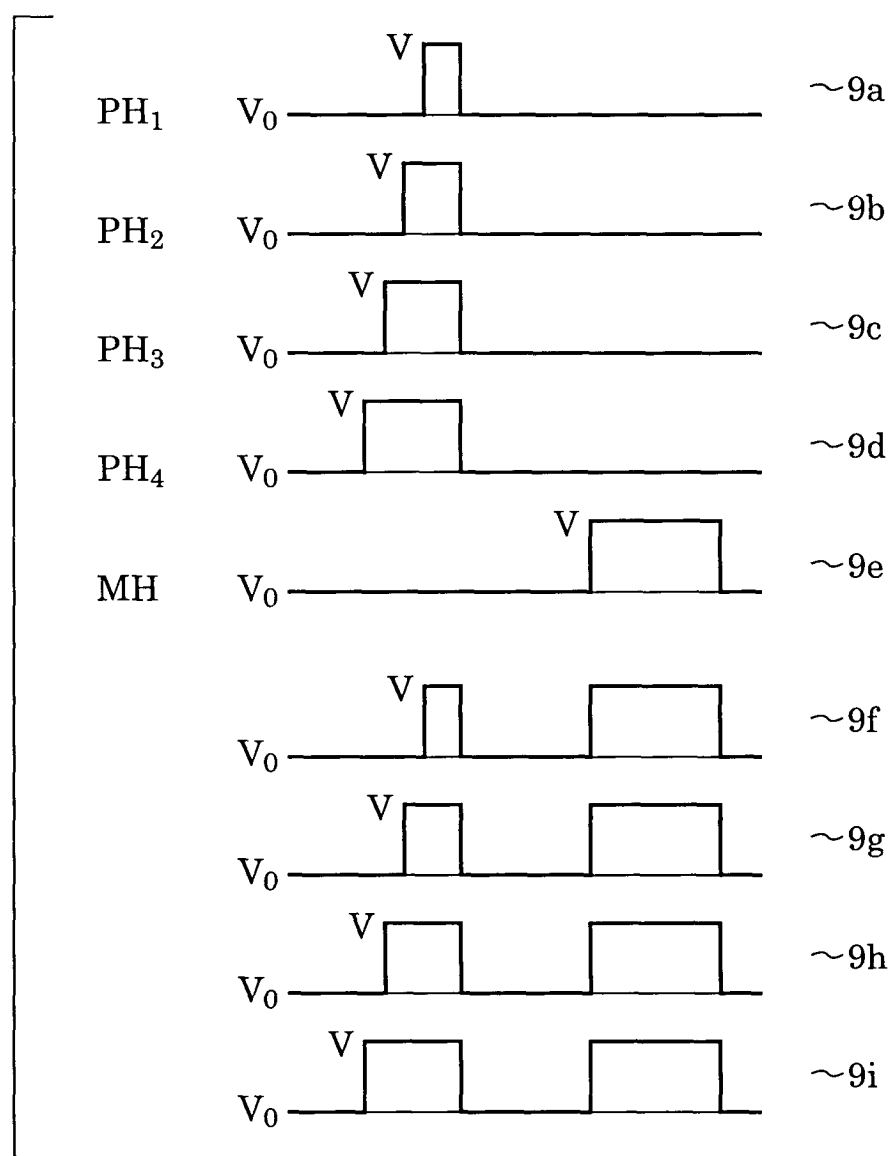 V
PH₁ V₀ ~9a
V
PH₂ V₀ ~9b
V
PH₃ V₀ ~9c
V
PH₄ V₀ ~9d
V
MH V₀ ~9e
V
V₀ ~9f
V
V₀ ~9g
V
V₀ ~9h
V
V₀ ~9i